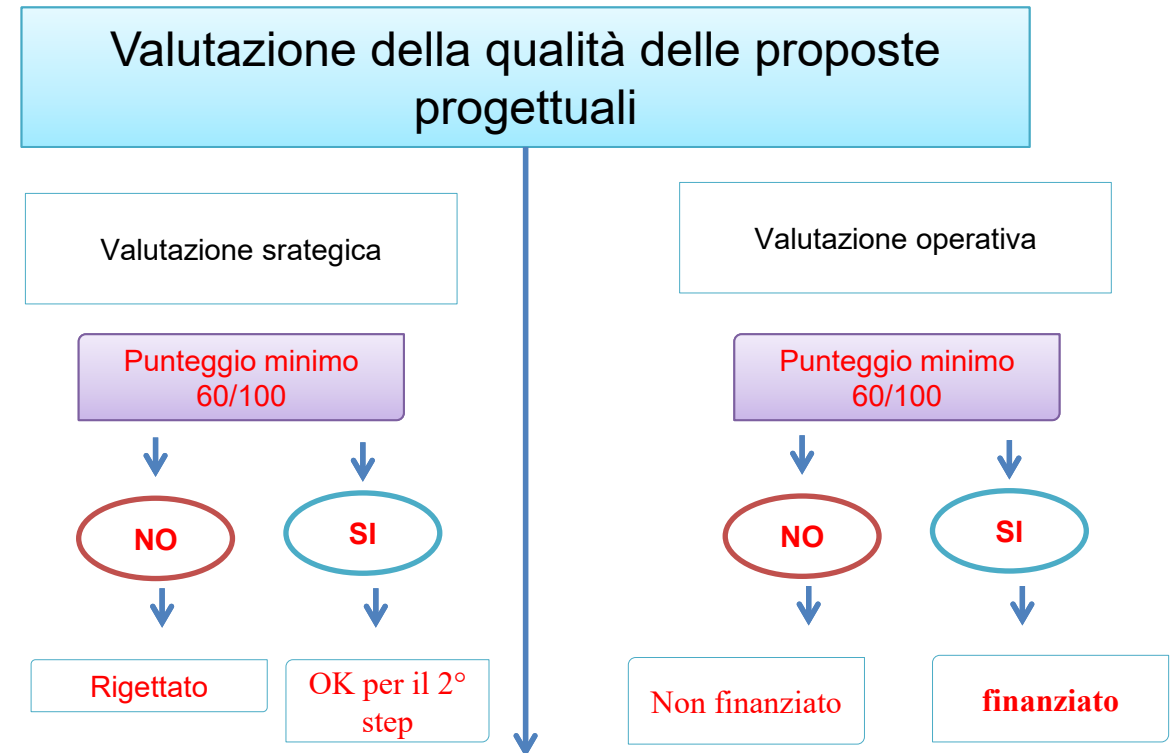 Valutazione della qualità delle proposte
progettuali
Valutazione srategica
Punteggio minimo
60/100
NO
SI
Rigettato
OK per il 2°
step
Valutazione operativa
Punteggio minimo
60/100
NO
SI
Non finanziato
finanziato